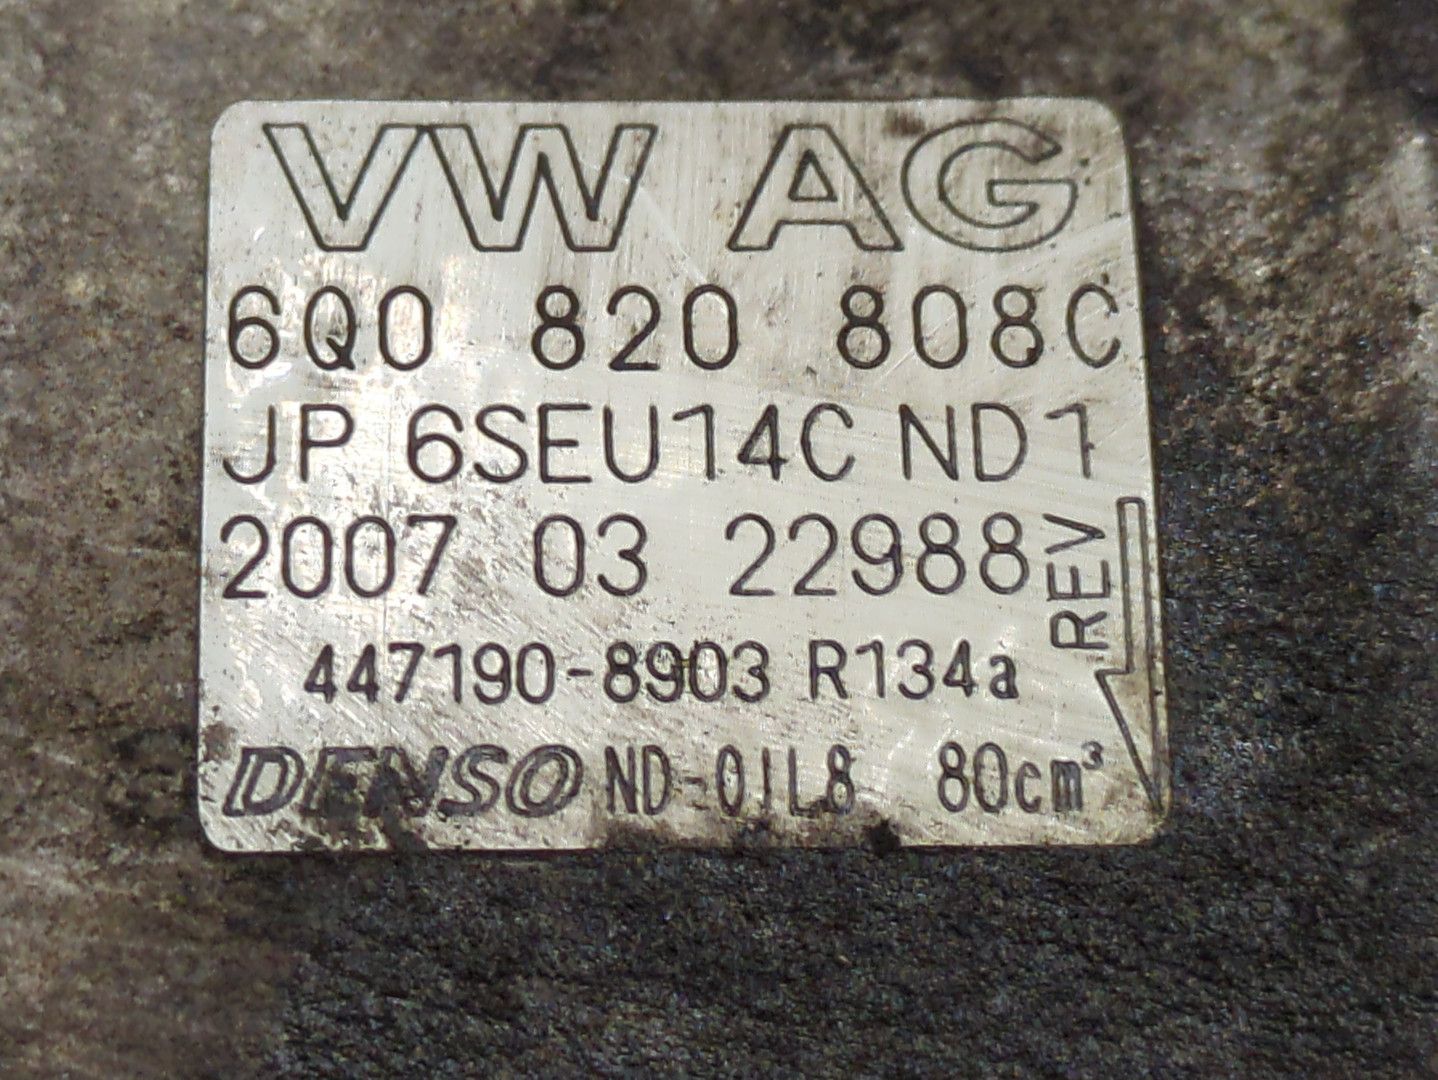 VW AG
6Q0 820 808C
JP 6SEU14C ND1
2007 03 22988
REV
447190-8903 R134a
DENSO ND-OIL8 80cm³